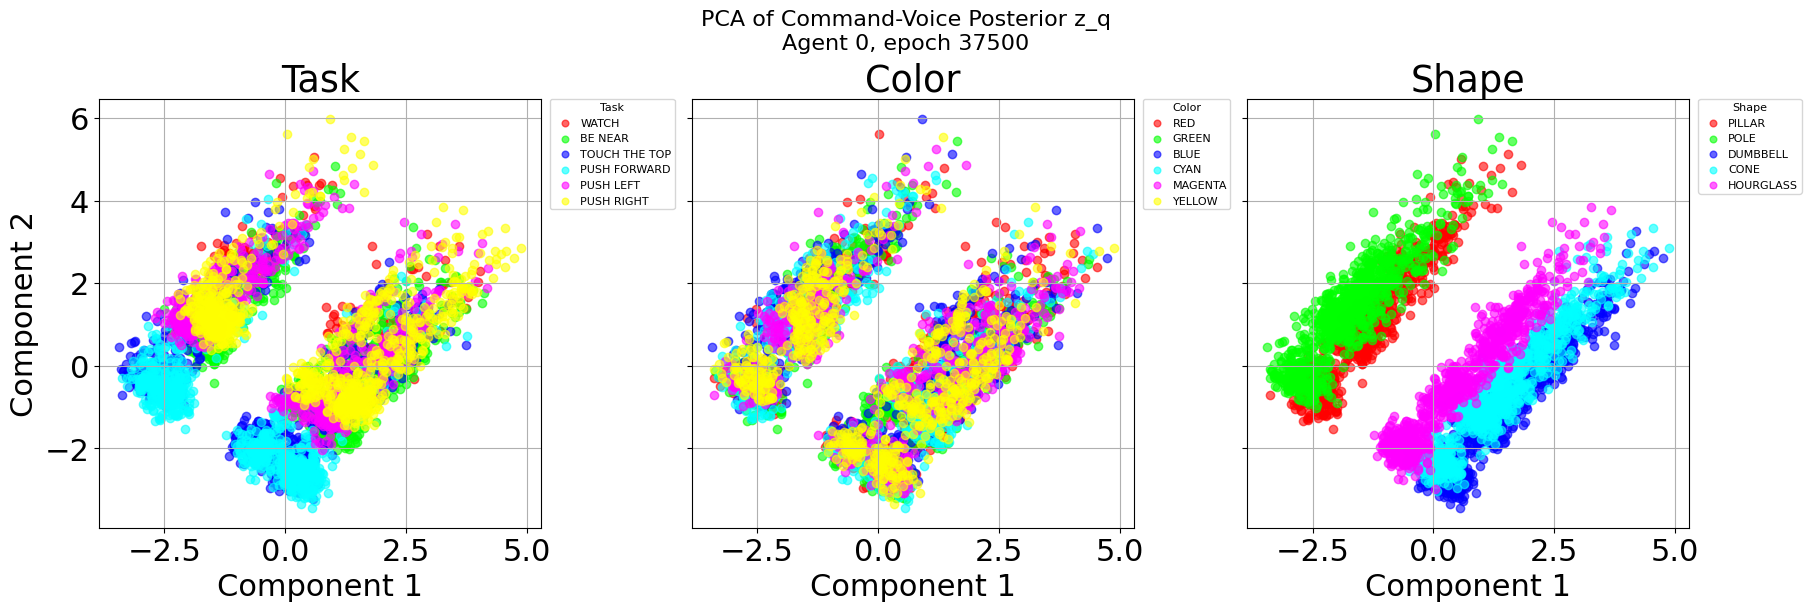 PCA of Command-Voice Posterior z_q
Agent 0, epoch 37500
Task
Component 2
6
4
2
0
−2
−2.5 0.0 2.5 5.0
Component 1
Task
WATCH
BE NEAR
TOUCH THE TOP
PUSH FORWARD
PUSH LEFT
PUSH RIGHT
Color
−2.5 0.0 2.5 5.0
Component 1
Color
RED
GREEN
BLUE
CYAN
MAGENTA
YELLOW
Shape
−2.5 0.0 2.5 5.0
Component 1
Shape
PILLAR
POLE
DUMBBELL
CONE
HOURGLASS